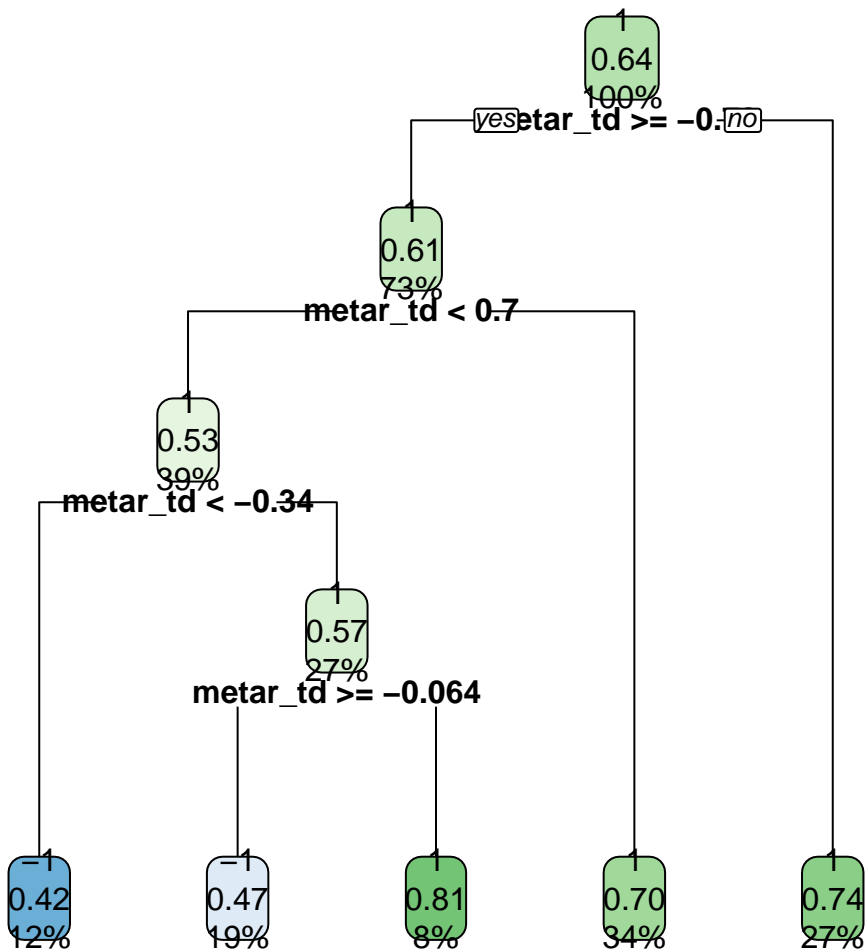 1
0.64
100%
yes etar_td >= −0. no
1
0.61
73%
metar_td < 0.7
1
0.53
39%
metar_td < −0.34
1
0.57
27%
metar_td >= −0.064
−1 −1 1 1 1
0.42 0.47 0.81 0.70 0.74
12% 19% 8% 34% 27%